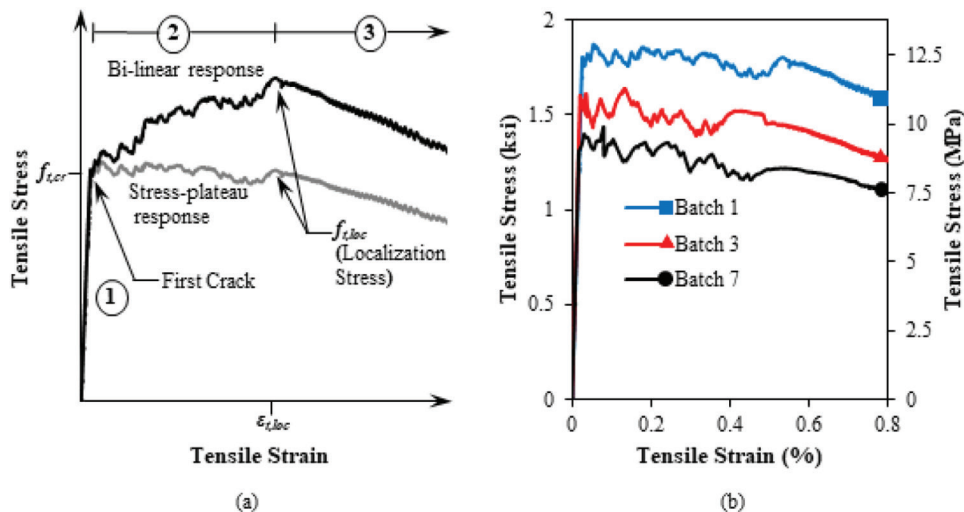 2
3
Bi-linear response
f_{t,cr}
Stress-plateau
response
f_{t,loc}
(Localization
Stress)
First Crack
1
Tensile Stress
ε_{t,loc}
Tensile Strain
(a)
2
1.5
1
0.5
0
Tensile Stress (ksi)
Batch 1
Batch 3
Batch 7
12.5
10
7.5
5
2.5
0
Tensile Stress (MPa)
0
0.2
0.4
0.6
0.8
Tensile Strain (%)
(b)